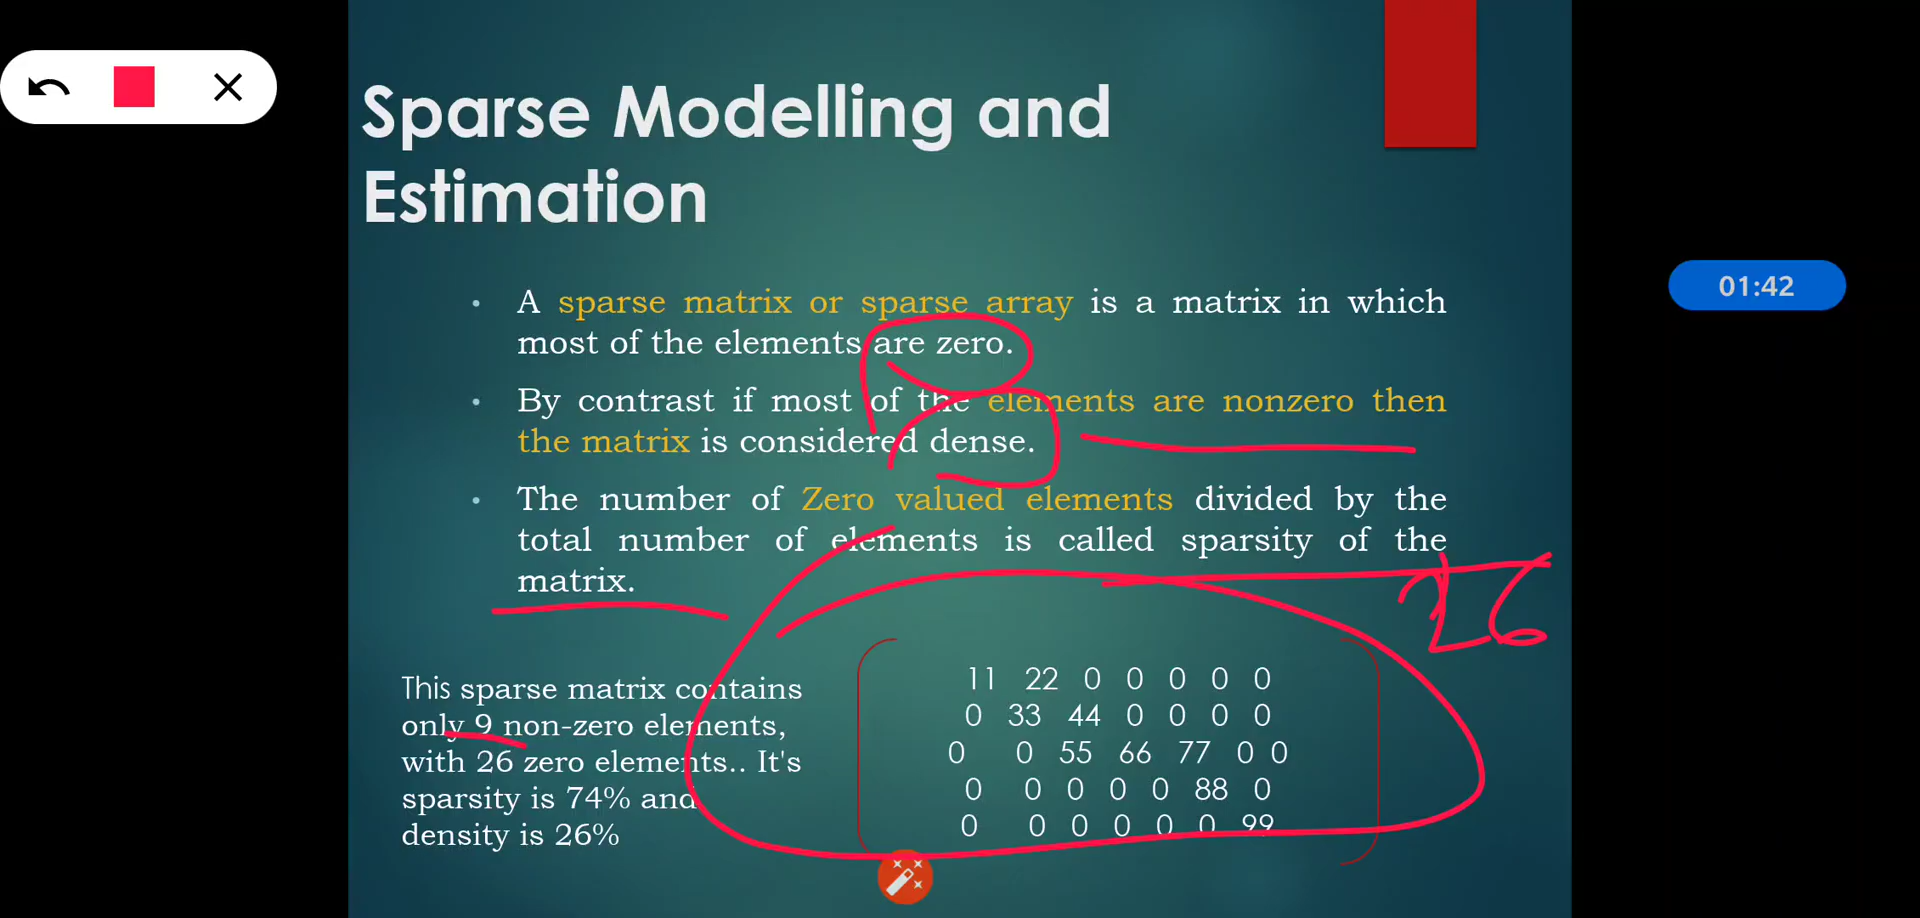 Sparse Modelling and
Estimation
01:42
• A sparse matrix or sparse array is a matrix in which
most of the elements are zero.
• By contrast if most of the elements are nonzero then
the matrix is considered dense.
• The number of Zero valued elements divided by the
total number of elements is called sparsity of the
matrix.
26
This sparse matrix contains
only 9 non-zero elements,
with 26 zero elements.. It's
sparsity is 74% and
density is 26%
11 22 0 0 0 0 0
0 33 44 0 0 0 0
0 0 55 66 77 0 0
0 0 0 0 0 88 0
0 0 0 0 0 0 99